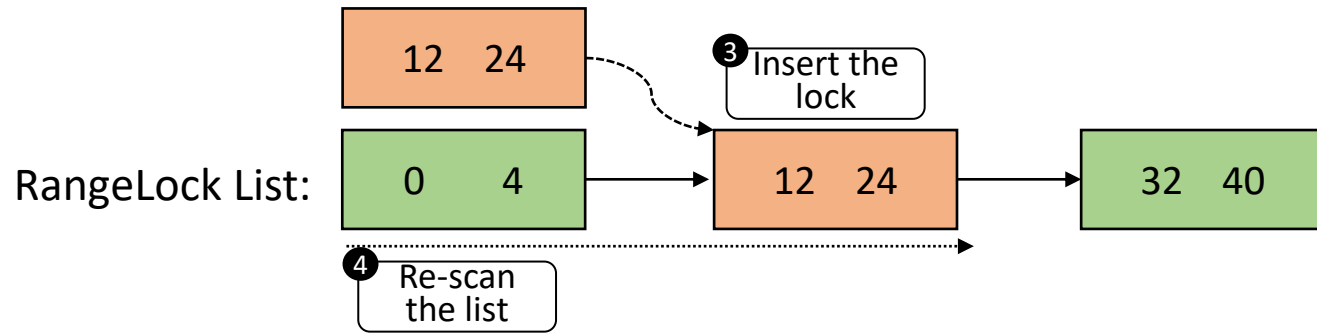 12 24
3
Insert the
lock
RangeLock List:
0 4
12 24
32 40
4
Re-scan
the list